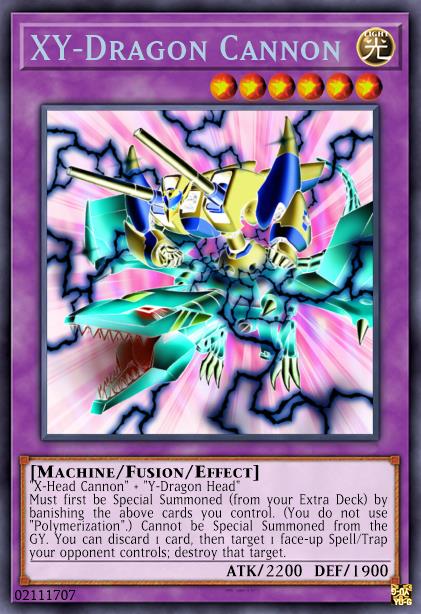 XY-Dragon Cannon
LIGHT
光
[Machine/Fusion/Effect]
"X-Head Cannon" + "Y-Dragon Head"
Must first be Special Summoned (from your Extra Deck) by
banishing the above cards you control. (You do not use
"Polymerization".) Cannot be Special Summoned from the
GY. You can discard 1 card, then target 1 face-up Spell/Trap
your opponent controls; destroy that target.
ATK/2200 DEF/1900
02111707